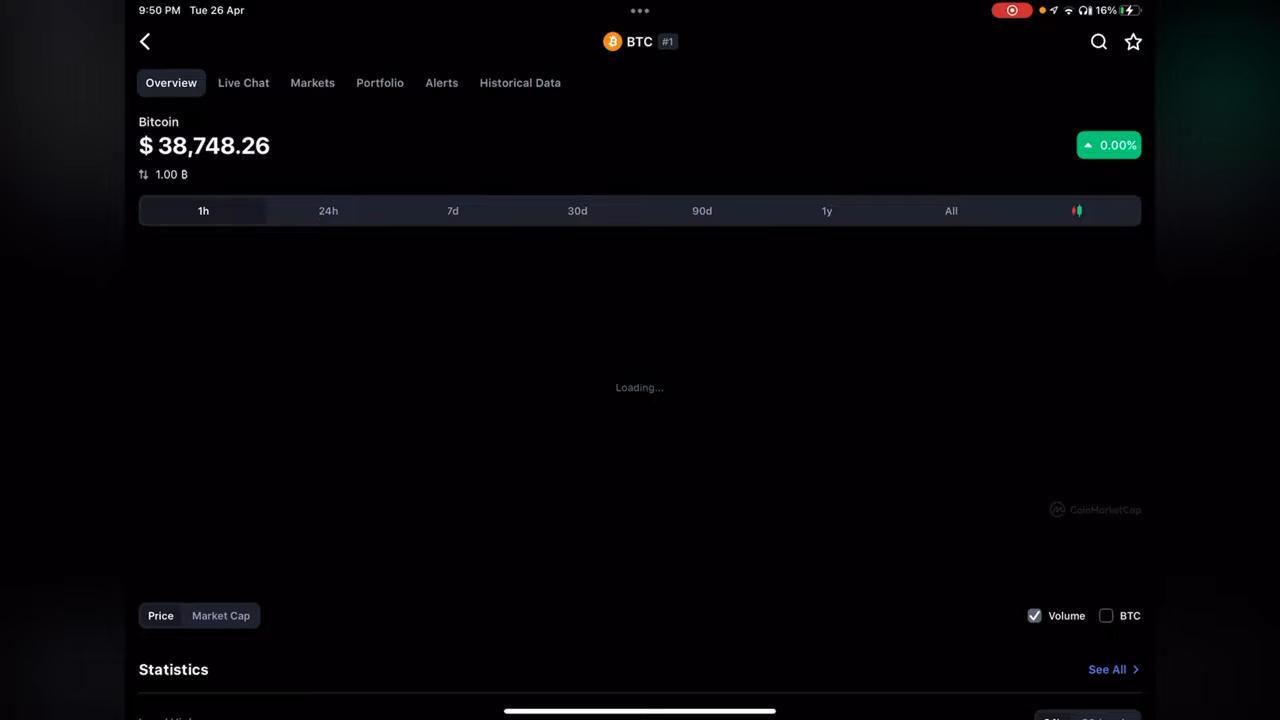 9:50 PM Tue 26 Apr
16%
BTC #1
Overview Live Chat Markets Portfolio Alerts Historical Data
Bitcoin
$ 38,748.26
0.00%
1.00 ₿
1h 24h 7d 30d 90d 1y All
Loading...
CoinMarketCap
Price Market Cap
Volume BTC
Statistics
See All